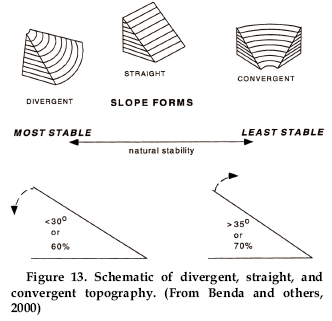 STRAIGHT
CONVERGENT
DIVERGENT
SLOPE FORMS
MOST STABLE
LEAST STABLE
natural stability
<30°
or
60%
>35°
or
70%
Figure 13. Schematic of divergent, straight, and
convergent topography. (From Benda and others,
2000)